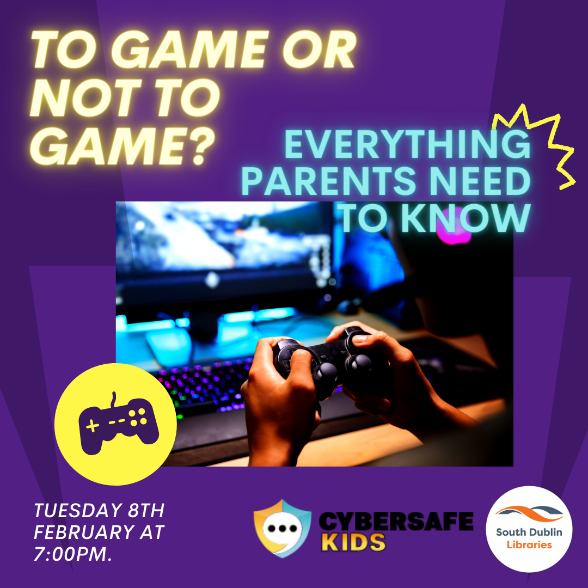 TO GAME OR
NOT TO
GAME?
EVERYTHING
PARENTS NEED
TO KNOW
TUESDAY 8TH
FEBRUARY AT
7:00PM.
CYBERSAFE
KIDS
South Dublin
Libraries